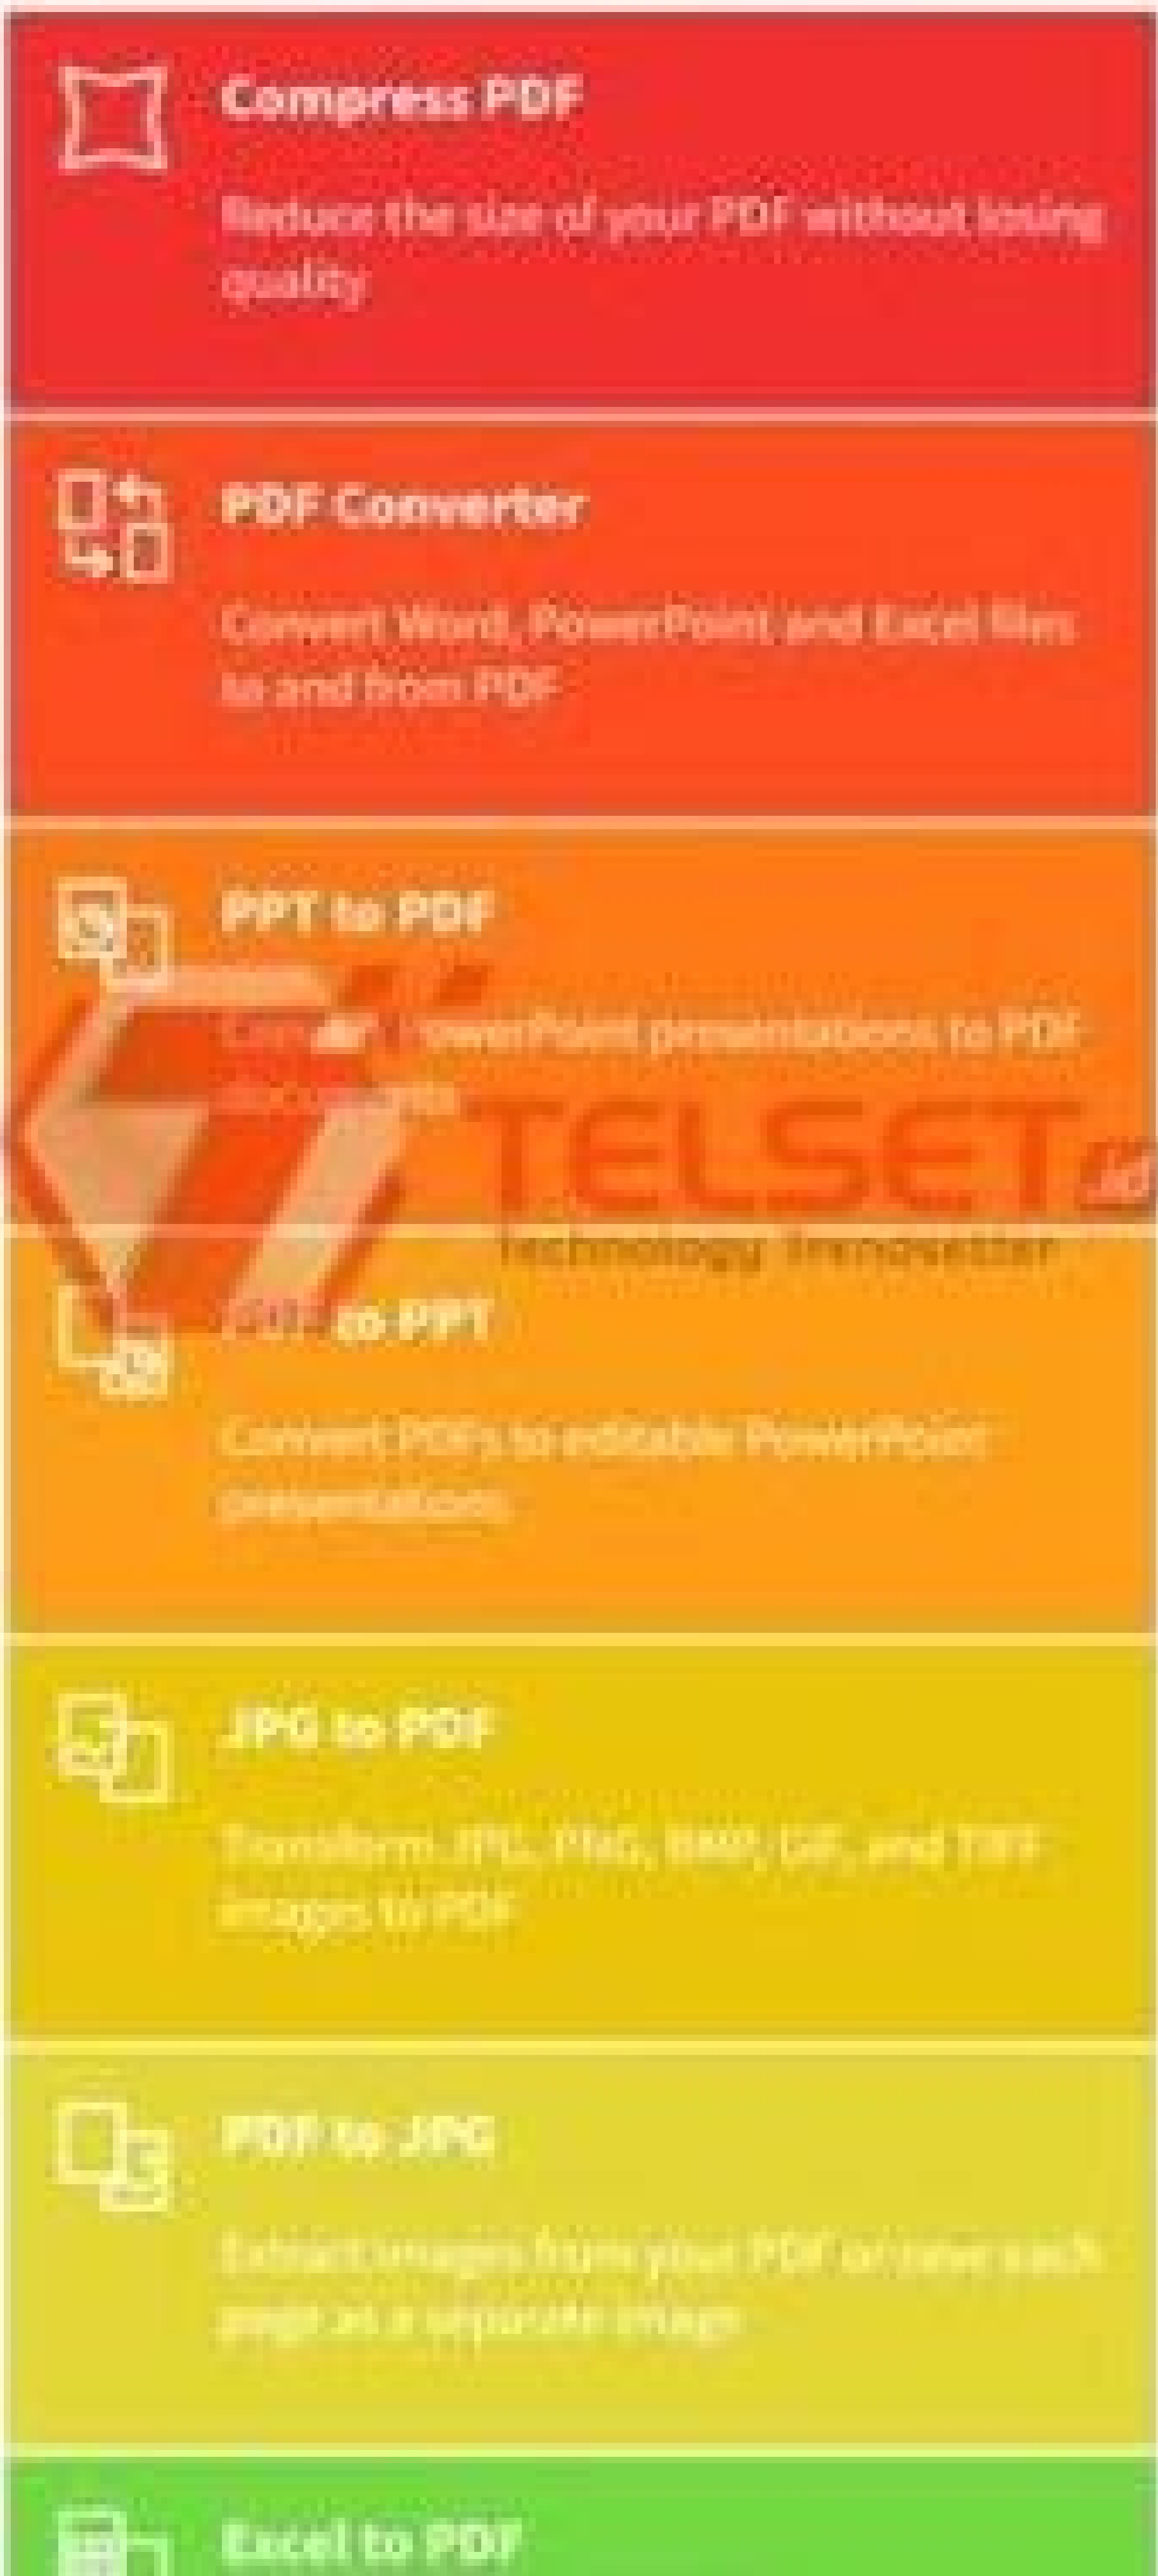 Compress PDF
Reduce the size of your PDF without losing
quality
PDF Converter
Convert Word, PowerPoint and Excel files
to and from PDF
PPT to PDF
PowerPoint presentations to PDF
TELSET.id
Technology Trendsetter
to PPT
Convert PDFs to editable PowerPoint
presentations
JPG to PDF
Transform JPG, PNG, BMP, GIF, and TIFF
images to PDF
PDF to JPG
Extract images from your PDF or save each
page as a separate image
Excel to PDF